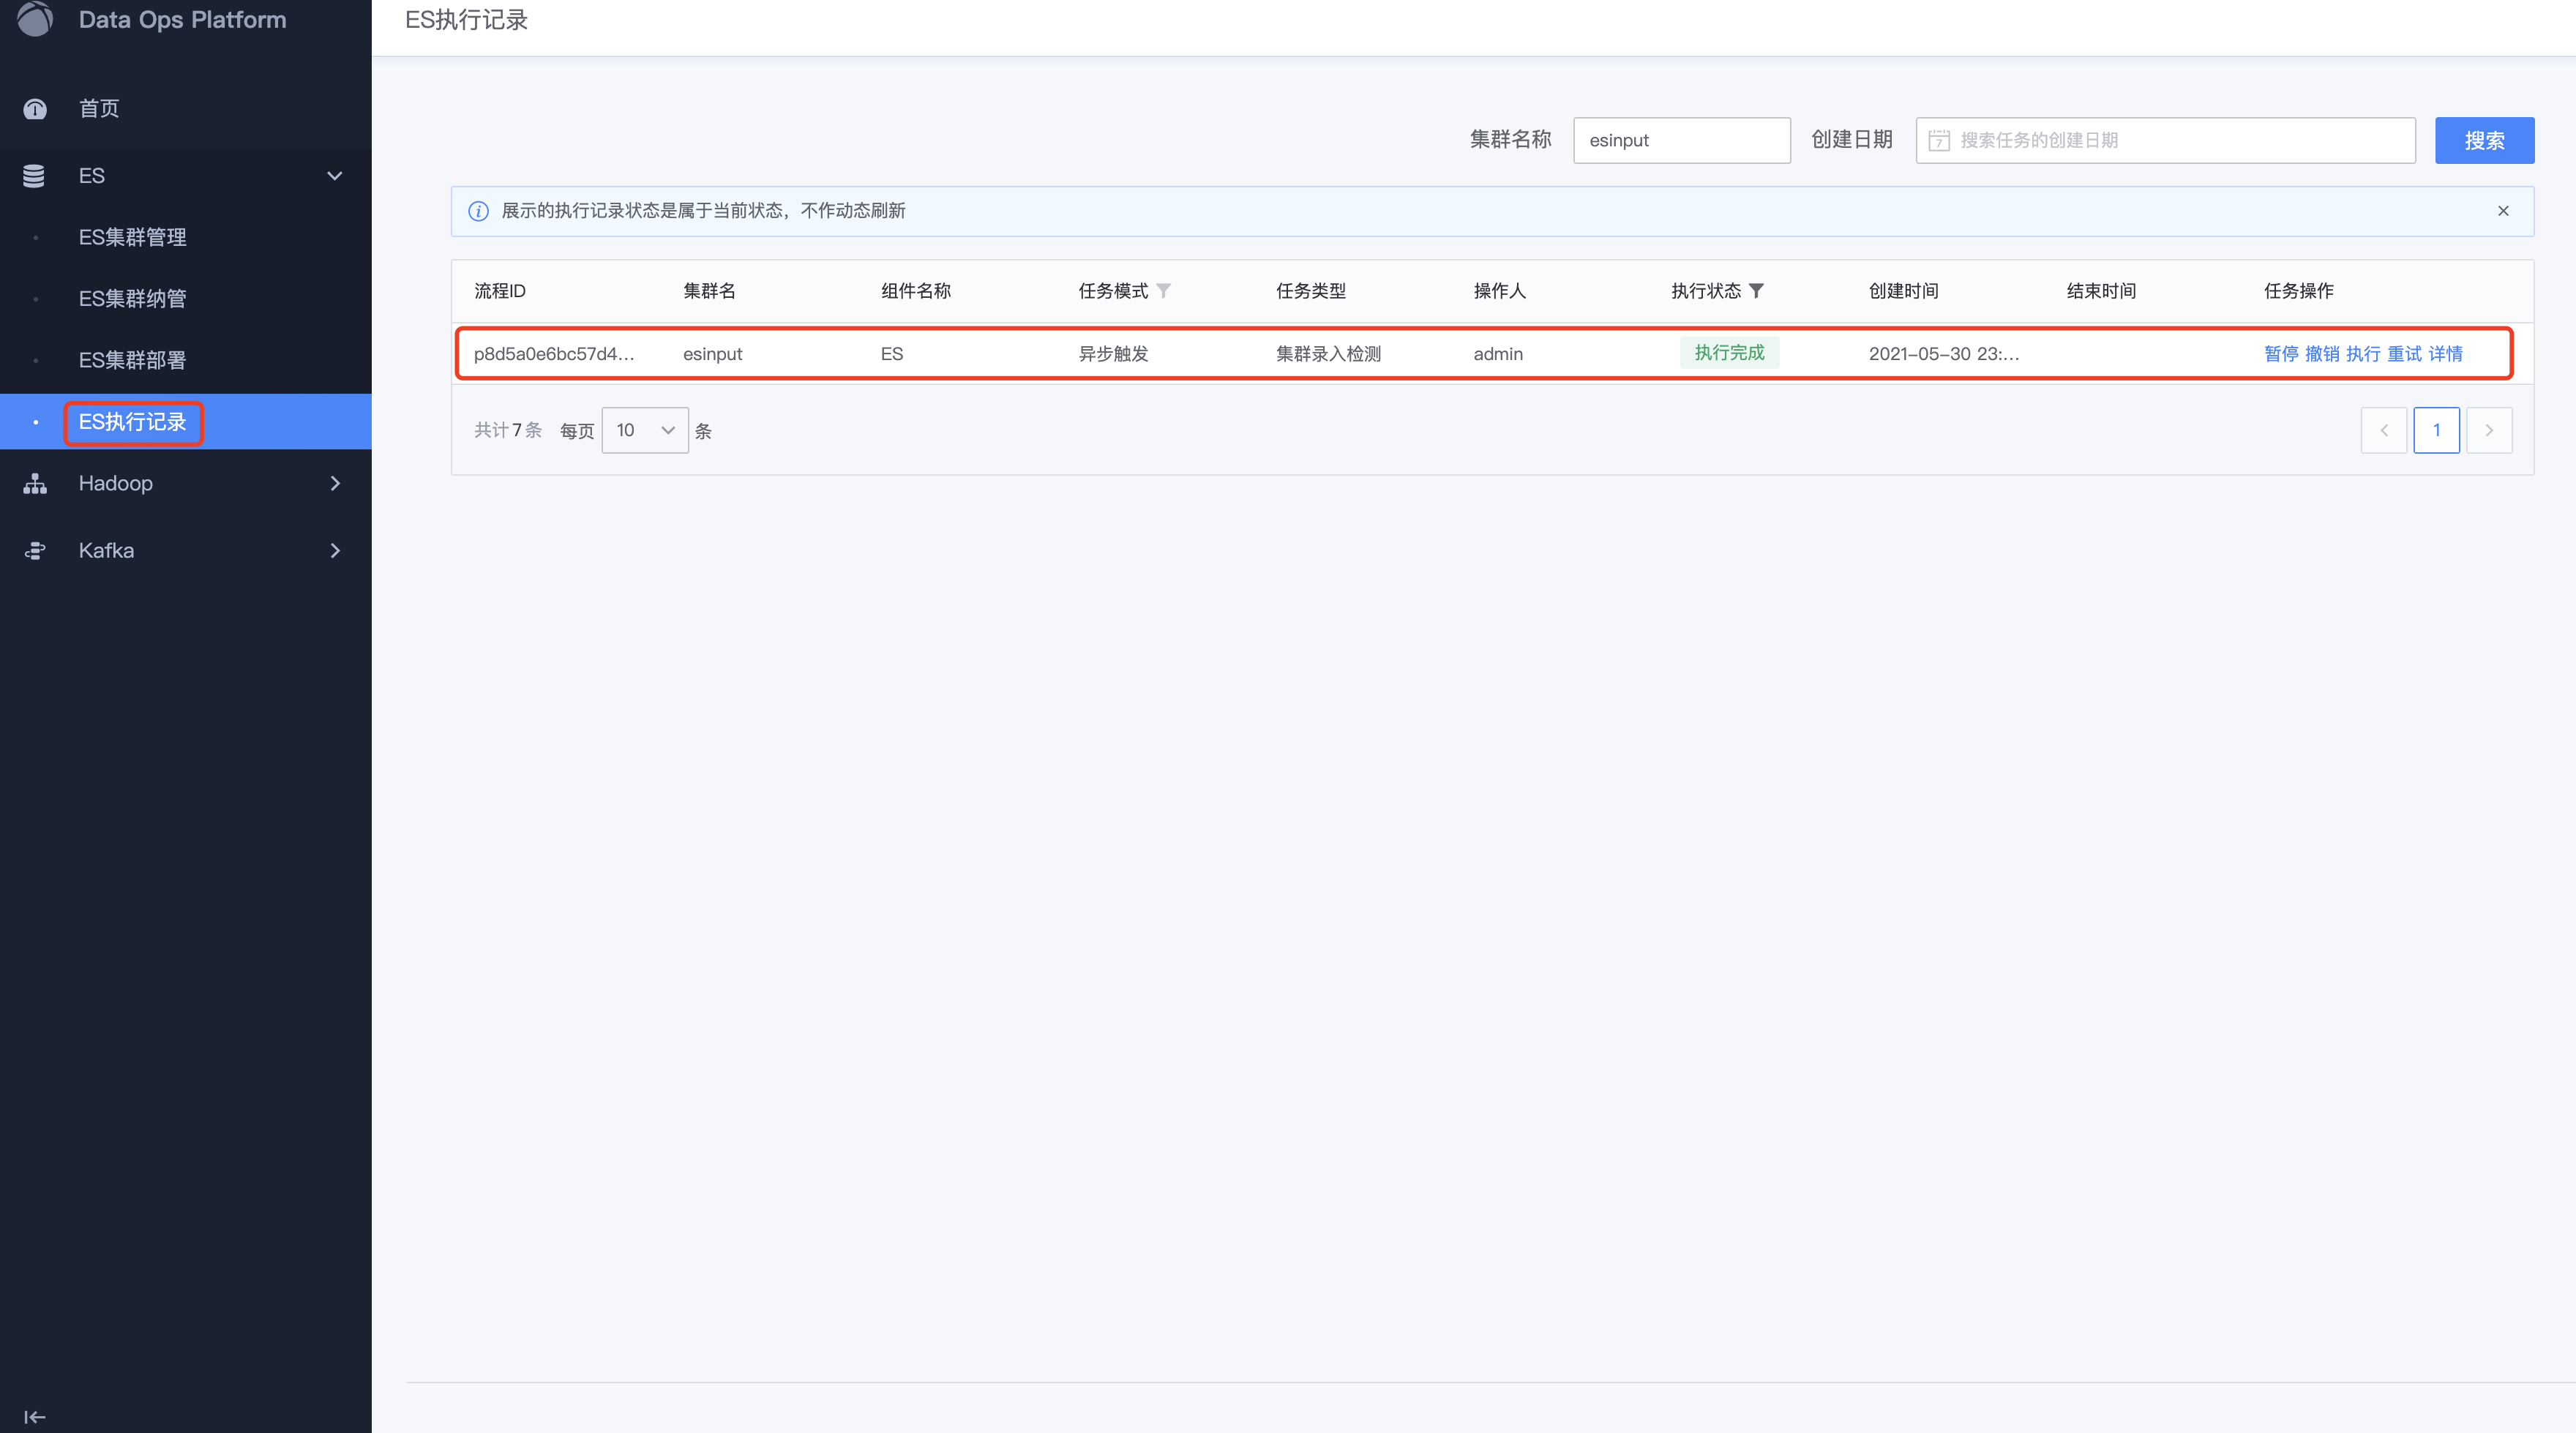 Data Ops Platform
首页
ES
ES集群管理
ES集群纳管
ES集群部署
ES执行记录
Hadoop
Kafka
ES执行记录
集群名称 esinput 创建日期 7 搜索任务的创建日期 搜索
展示的执行记录状态是属于当前状态，不作动态刷新
流程ID 集群名 组件名称 任务模式 任务类型 操作人 执行状态 创建时间 结束时间 任务操作
p8d5a0e6bc57d4... esinput ES 异步触发 集群录入检测 admin 执行完成 2021-05-30 23:... 暂停 撤销 执行 重试 详情
共计 7 条 每页 10 条 1